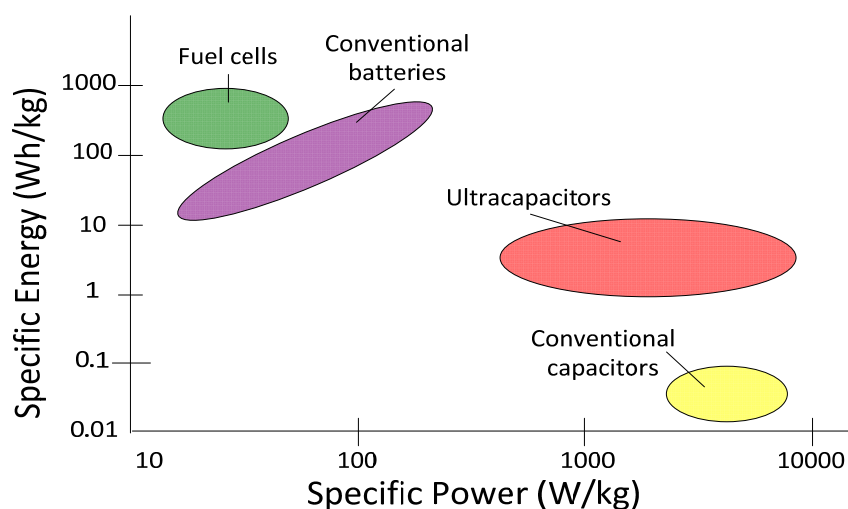 Fuel cells
Conventional
batteries
Ultracapacitors
Conventional
capacitors
Specific Energy (Wh/kg)
1000
100
10
1
0.1
0.01
10
100
1000
10000
Specific Power (W/kg)